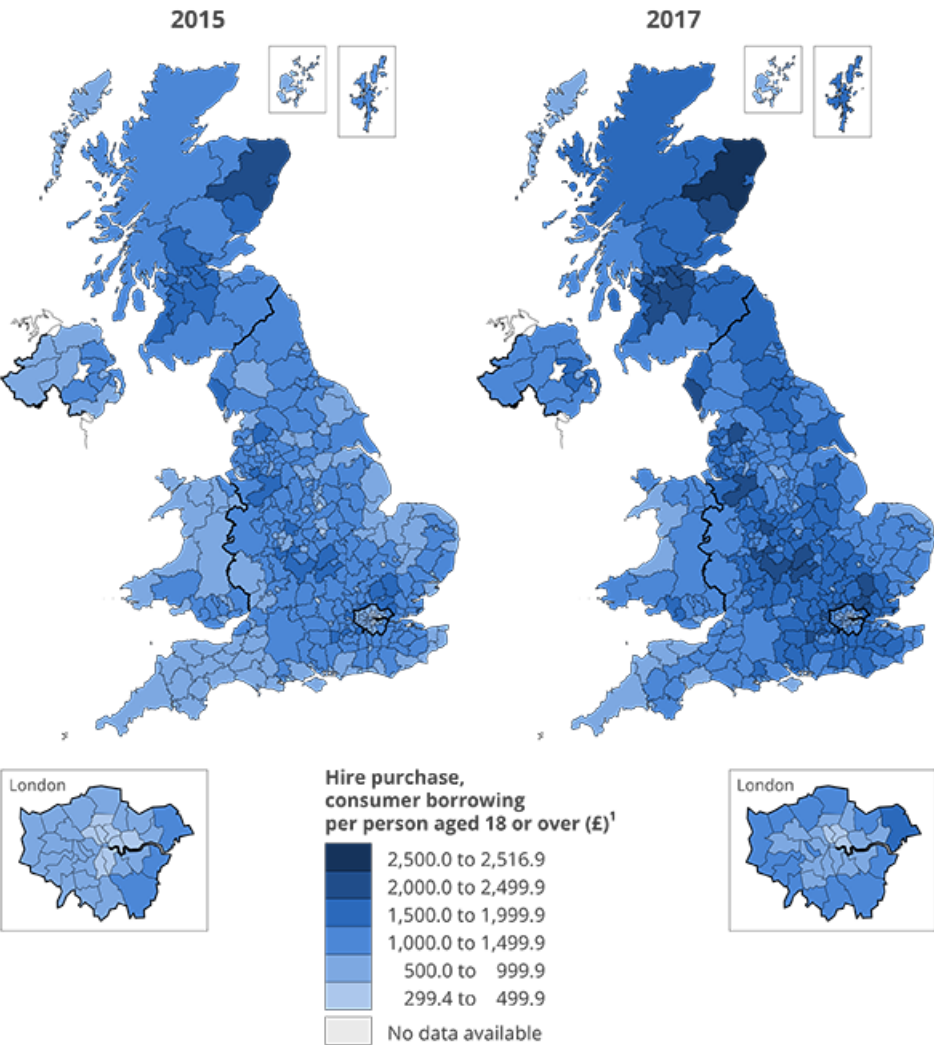 2015
2017
London
Hire purchase,
consumer borrowing
per person aged 18 or over (£)¹
2,500.0 to 2,516.9
2,000.0 to 2,499.9
1,500.0 to 1,999.9
1,000.0 to 1,499.9
500.0 to 999.9
299.4 to 499.9
No data available
London